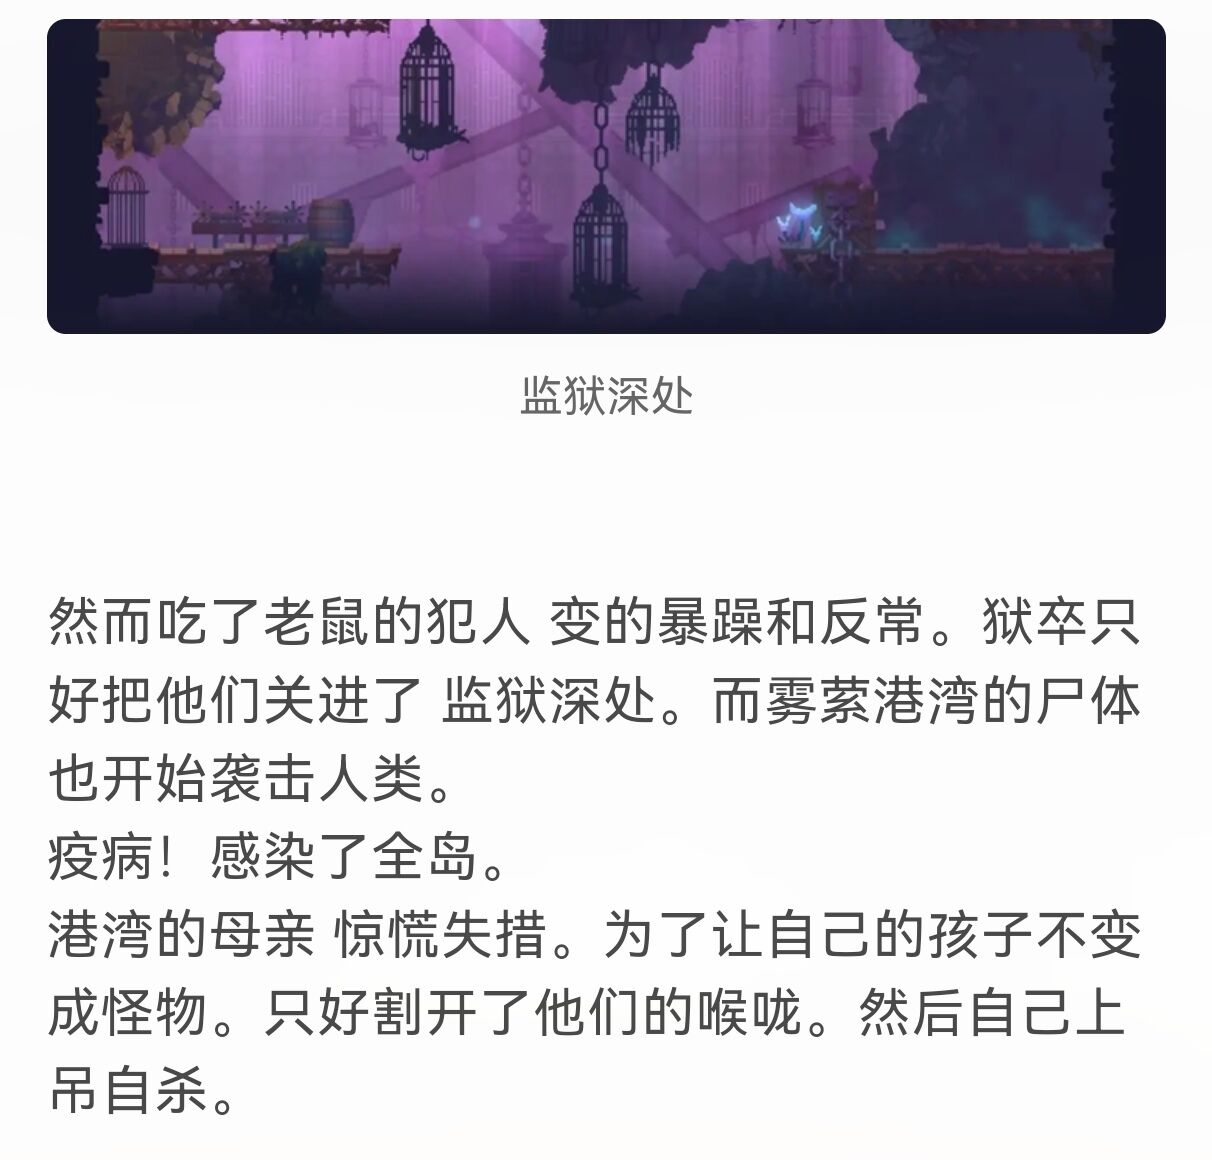 监狱深处
然而吃了老鼠的犯人 变的暴躁和反常。狱卒只
好把他们关进了 监狱深处。而雾萦港湾的尸体
也开始袭击人类。
疫病！感染了全岛。
港湾的母亲 惊慌失措。为了让自己的孩子不变
成怪物。只好割开了他们的喉咙。然后自己上
吊自杀。